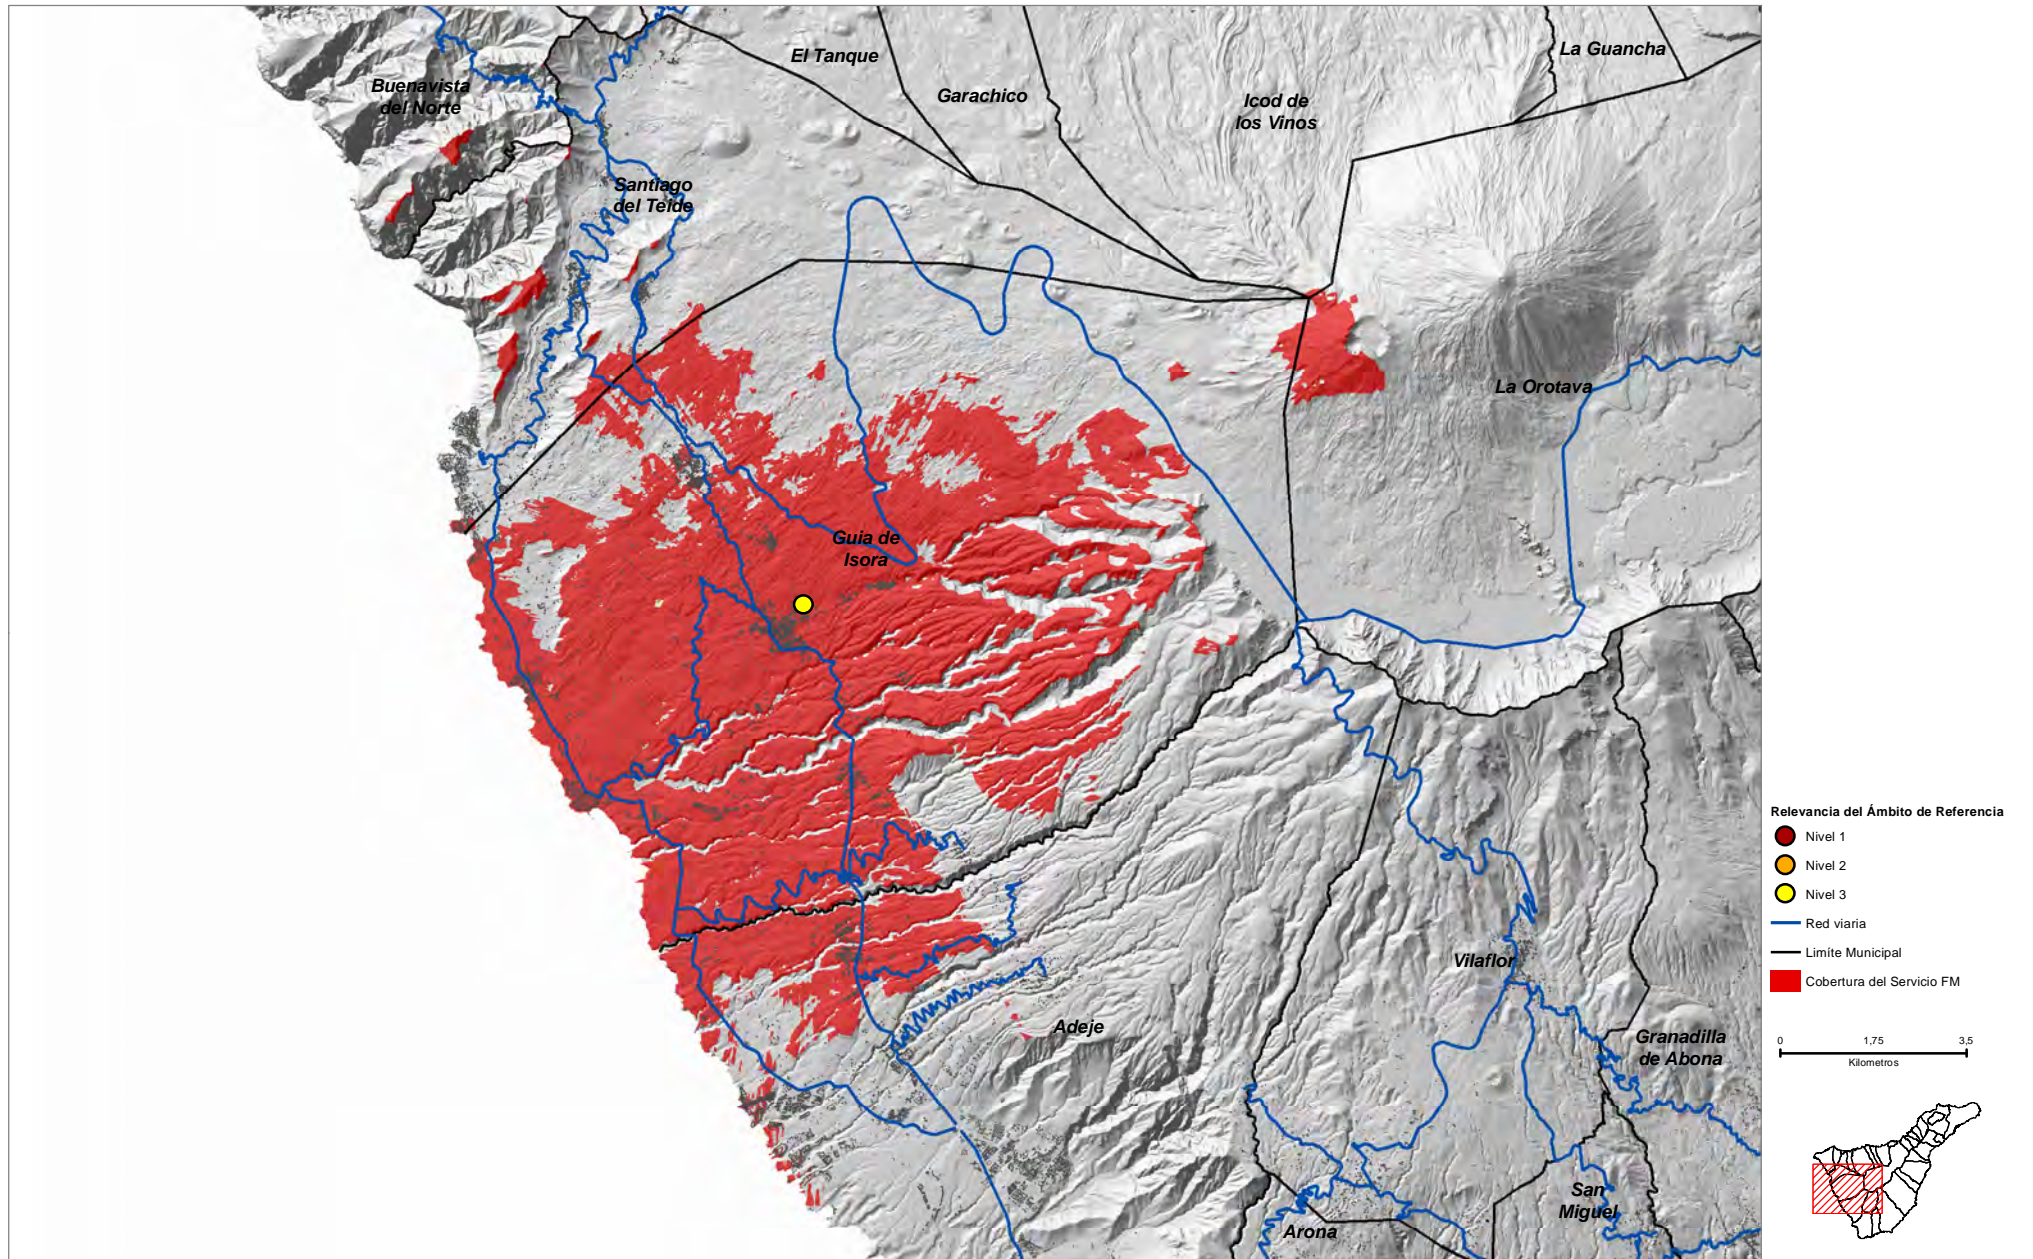 El Tanque
La Guancha
Buenavista
del Norte
Garachico
Icod de
los Vinos
Santiago
del Teide
La Orotava
Guia de
Isora
Vilaflor
Adeje
Granadilla
de Abona
San
Miguel
Arona
Relevancia del Ámbito de Referencia
Nivel 1
Nivel 2
Nivel 3
Red viaria
Limíte Municipal
Cobertura del Servicio FM
0 1,75 3,5
Kilometros